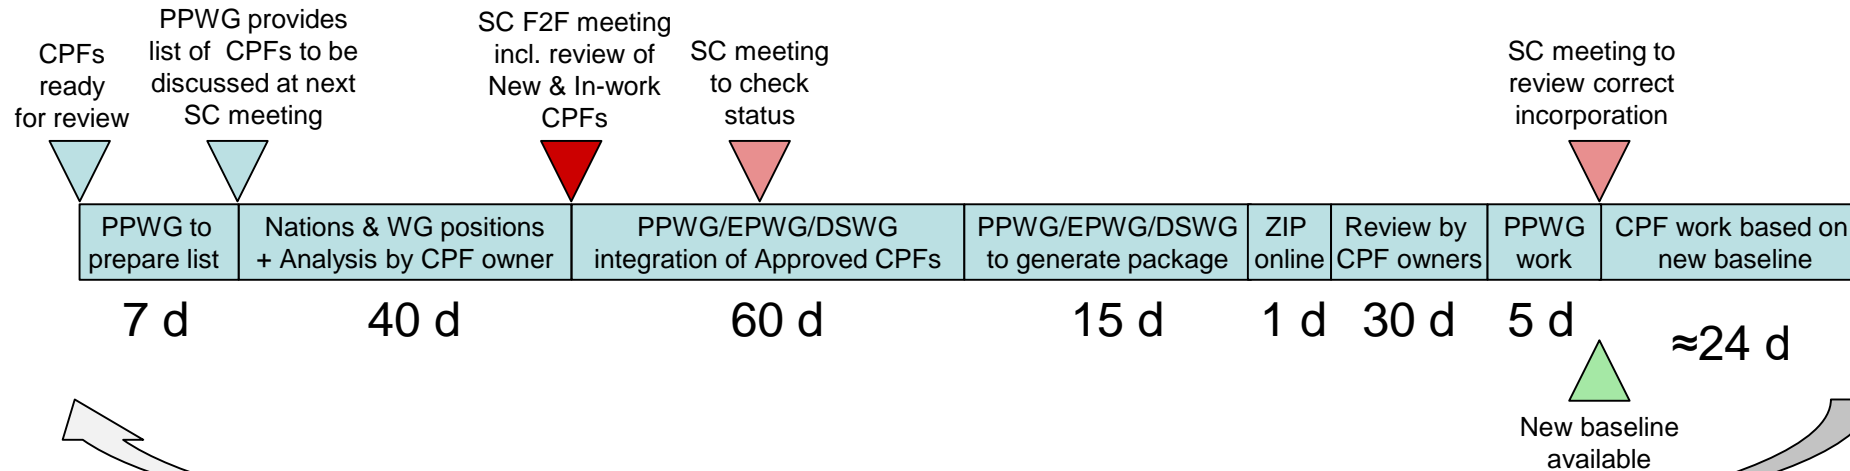 CPFs
ready
for review
PPWG provides
list of CPFs to be
discussed at next
SC meeting
SC F2F meeting
incl. review of
New & In-work
CPFs
SC meeting
to check
status
SC meeting to
review correct
incorporation
PPWG to
prepare list
Nations & WG positions
+ Analysis by CPF owner
PPWG/EPWG/DSWG
integration of Approved CPFs
PPWG/EPWG/DSWG
to generate package
ZIP
online
Review by
CPF owners
PPWG
work
CPF work based on
new baseline
7 d
40 d
60 d
15 d
1 d
30 d
5 d
≈24 d
New baseline
available